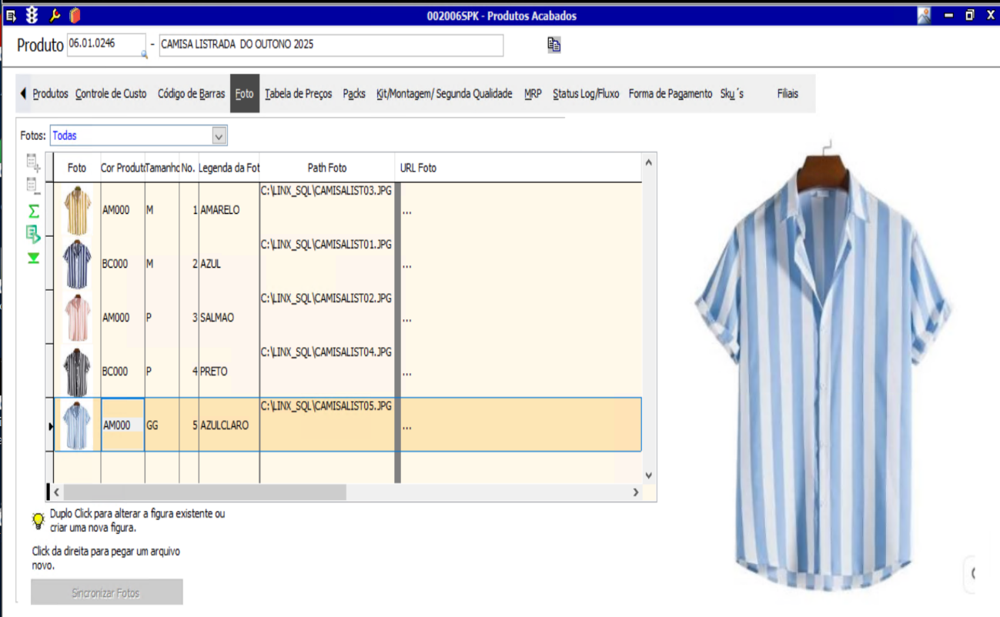 002006SPK - Produtos Acabados
Produto 06.01.0246 - CAMISA LISTRADA DO OUTONO 2025
Produtos Controle de Custo Código de Barras Foto Tabela de Preços Packs Kit/Montagem/ Segunda Qualidade MRP Status Log/Fluxo Forma de Pagamento Sku´s Filiais
Fotos: Todas
Foto Cor Produto Tamanho No. Legenda da Fot Path Foto URL Foto
C:\LINX_SQL\CAMISALIST03.JPG
AM000 M 1 AMARELO ...
C:\LINX_SQL\CAMISALIST01.JPG
BC000 M 2 AZUL ...
C:\LINX_SQL\CAMISALIST02.JPG
AM000 P 3 SALMAO ...
C:\LINX_SQL\CAMISALIST04.JPG
BC000 P 4 PRETO ...
C:\LINX_SQL\CAMISALIST05.JPG
AM000 GG 5 AZULCLARO ...
Duplo Click para alterar a figura existente ou
criar uma nova figura.
Click da direita para pegar um arquivo
novo.
Sincronizar Fotos